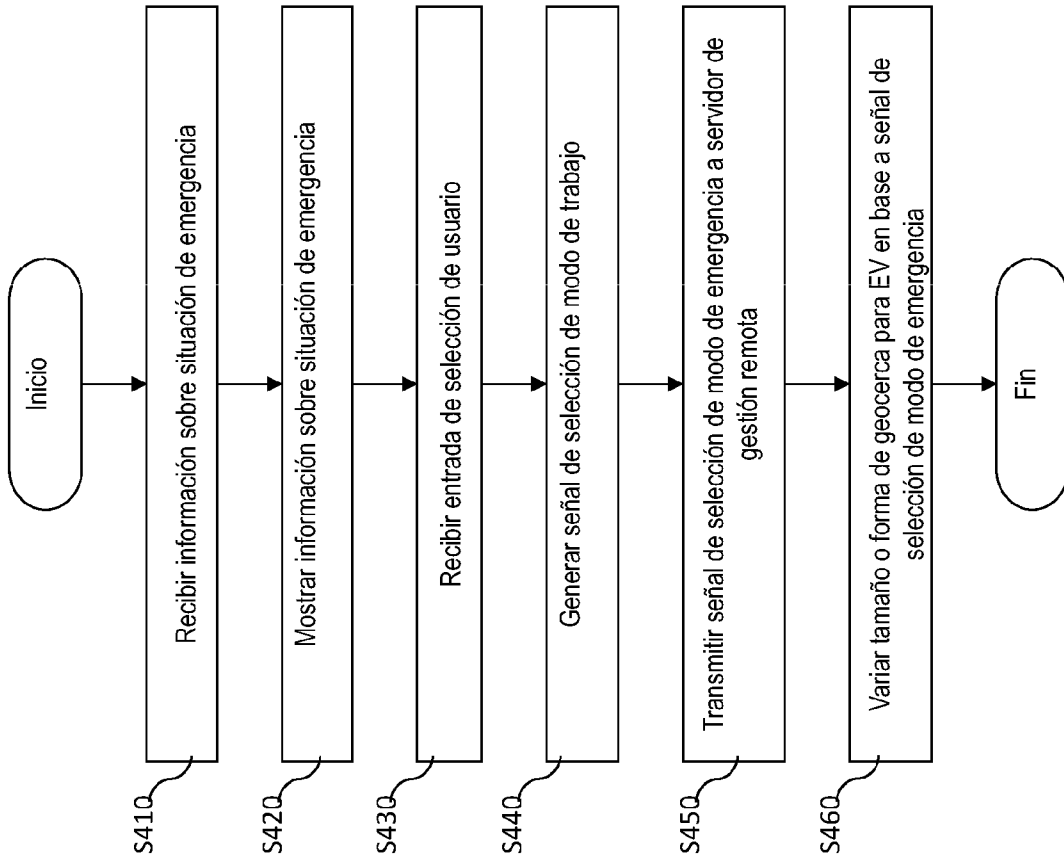 Inicio
S410
Recibir información sobre situación de emergencia
S420
Mostrar información sobre situación de emergencia
S430
Recibir entrada de selección de usuario
S440
Generar señal de selección de modo de trabajo
S450
Transmitir señal de selección de modo de emergencia a servidor de
gestión remota
S460
Variar tamaño o forma de geocerca para EV en base a señal de
selección de modo de emergencia
Fin